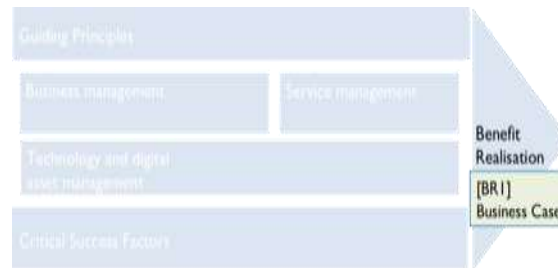 Guiding Principles
Business management
Service management
Technology and digital
asset management
Benefit
Realisation
[BR1]
Business Case
Critical Success Factors